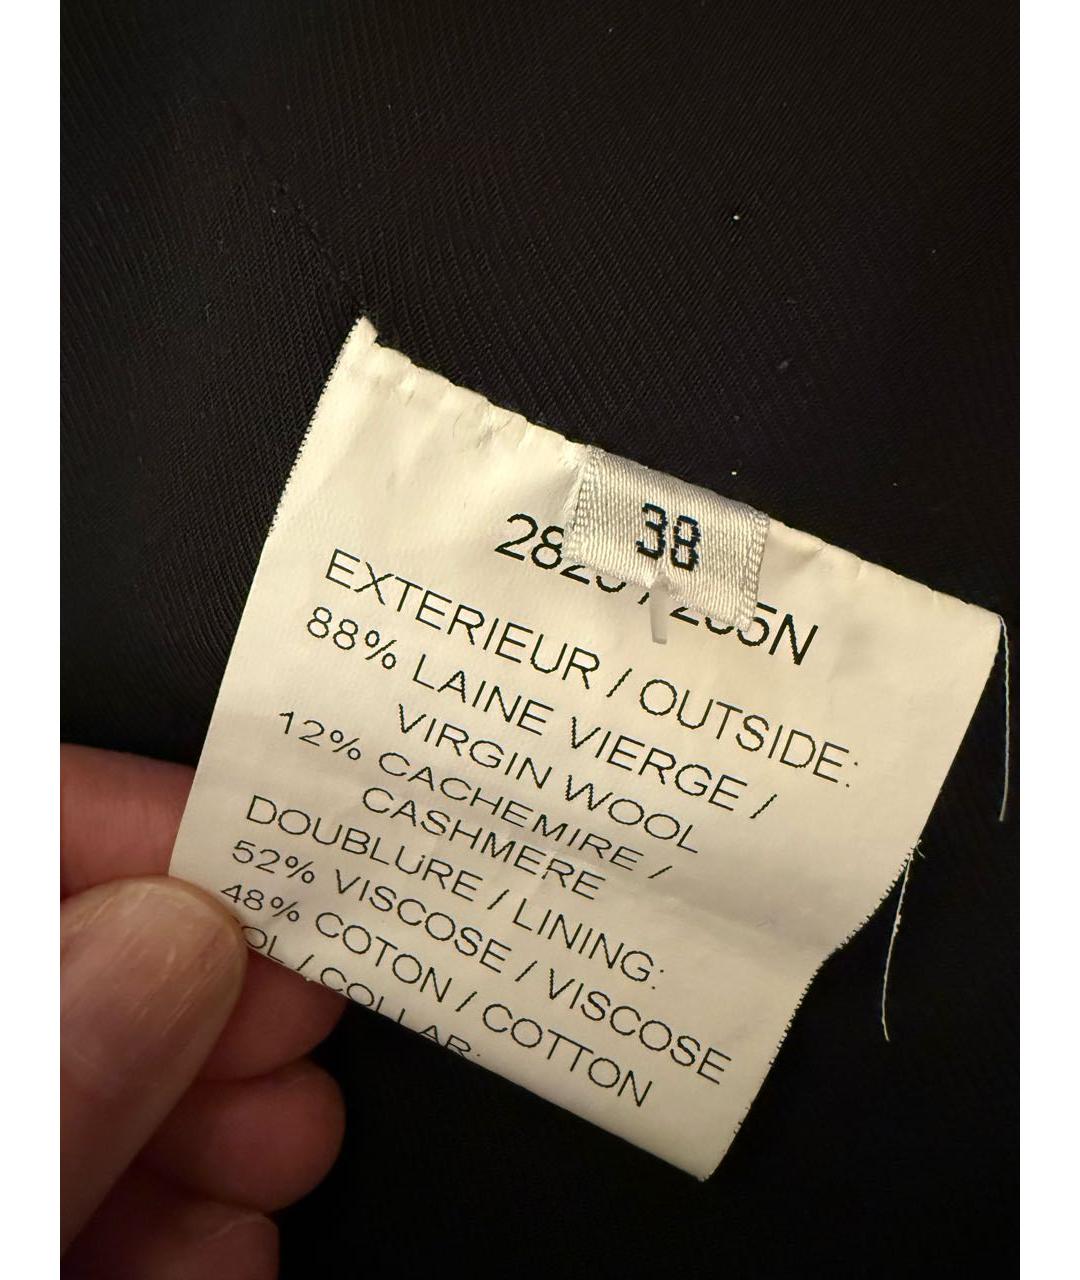 38
EXTERIEUR / OUTSIDE:
88% LAINE VIERGE /
VIRGIN WOOL
12% CACHEMIRE /
CASHMERE
DOUBLURE / LINING:
52% VISCOSE / VISCOSE
48% COTON / COTTON
/ COLLAR: